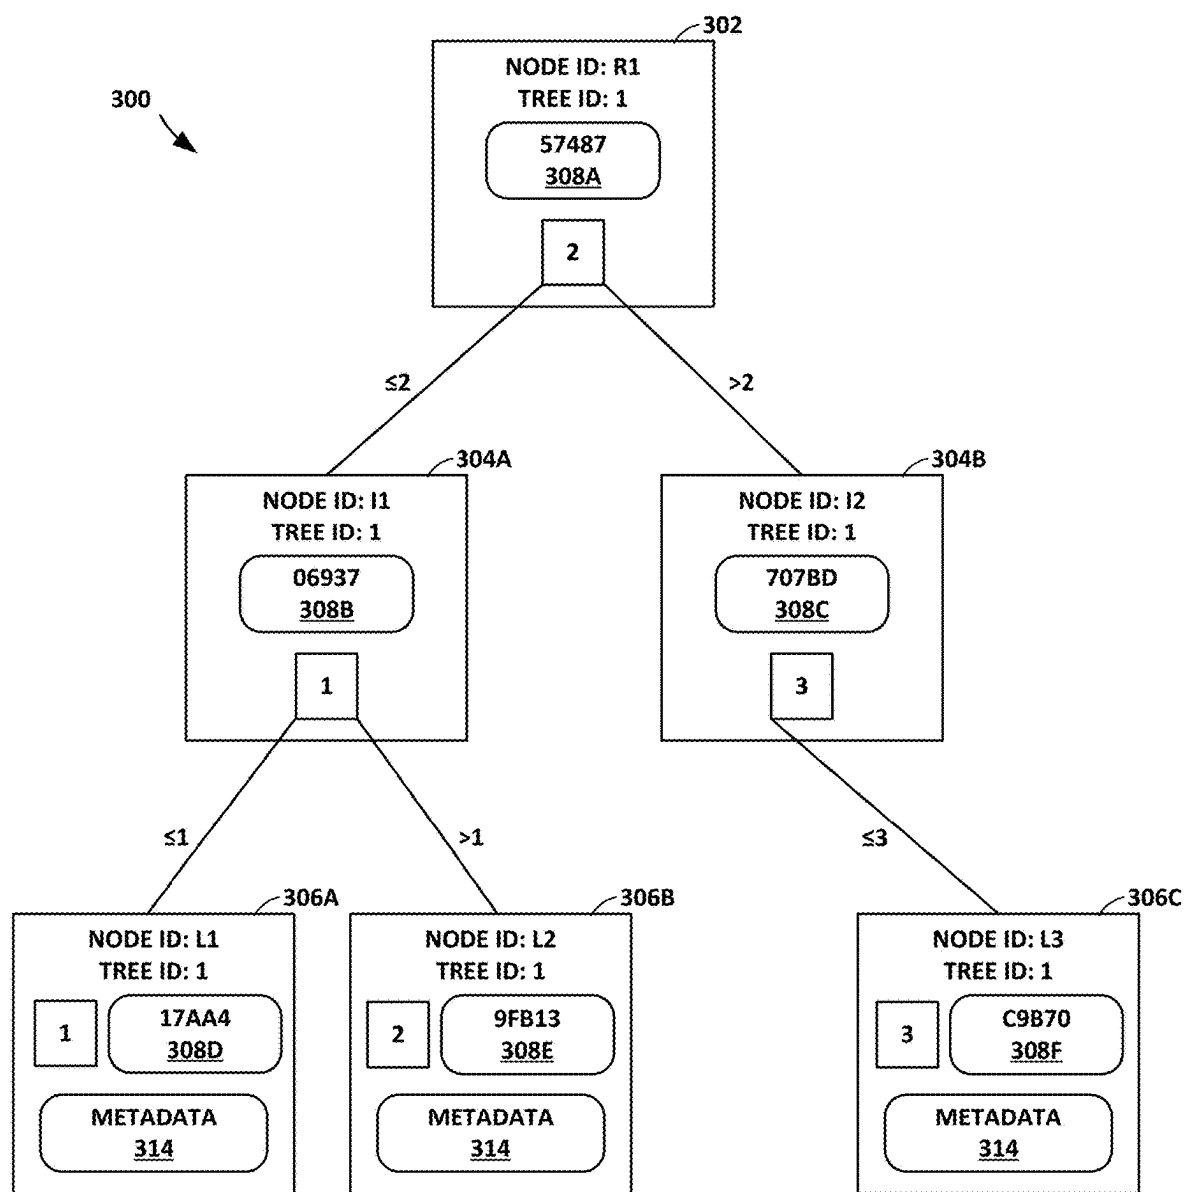 302
300
NODE ID: R1
TREE ID: 1
57487
308A
2
≤2
>2
304A
NODE ID: I1
TREE ID: 1
06937
308B
1
304B
NODE ID: I2
TREE ID: 1
707BD
308C
3
≤1
>1
≤3
306A
NODE ID: L1
TREE ID: 1
1
17AA4
308D
METADATA
314
306B
NODE ID: L2
TREE ID: 1
2
9FB13
308E
METADATA
314
306C
NODE ID: L3
TREE ID: 1
3
C9B70
308F
METADATA
314